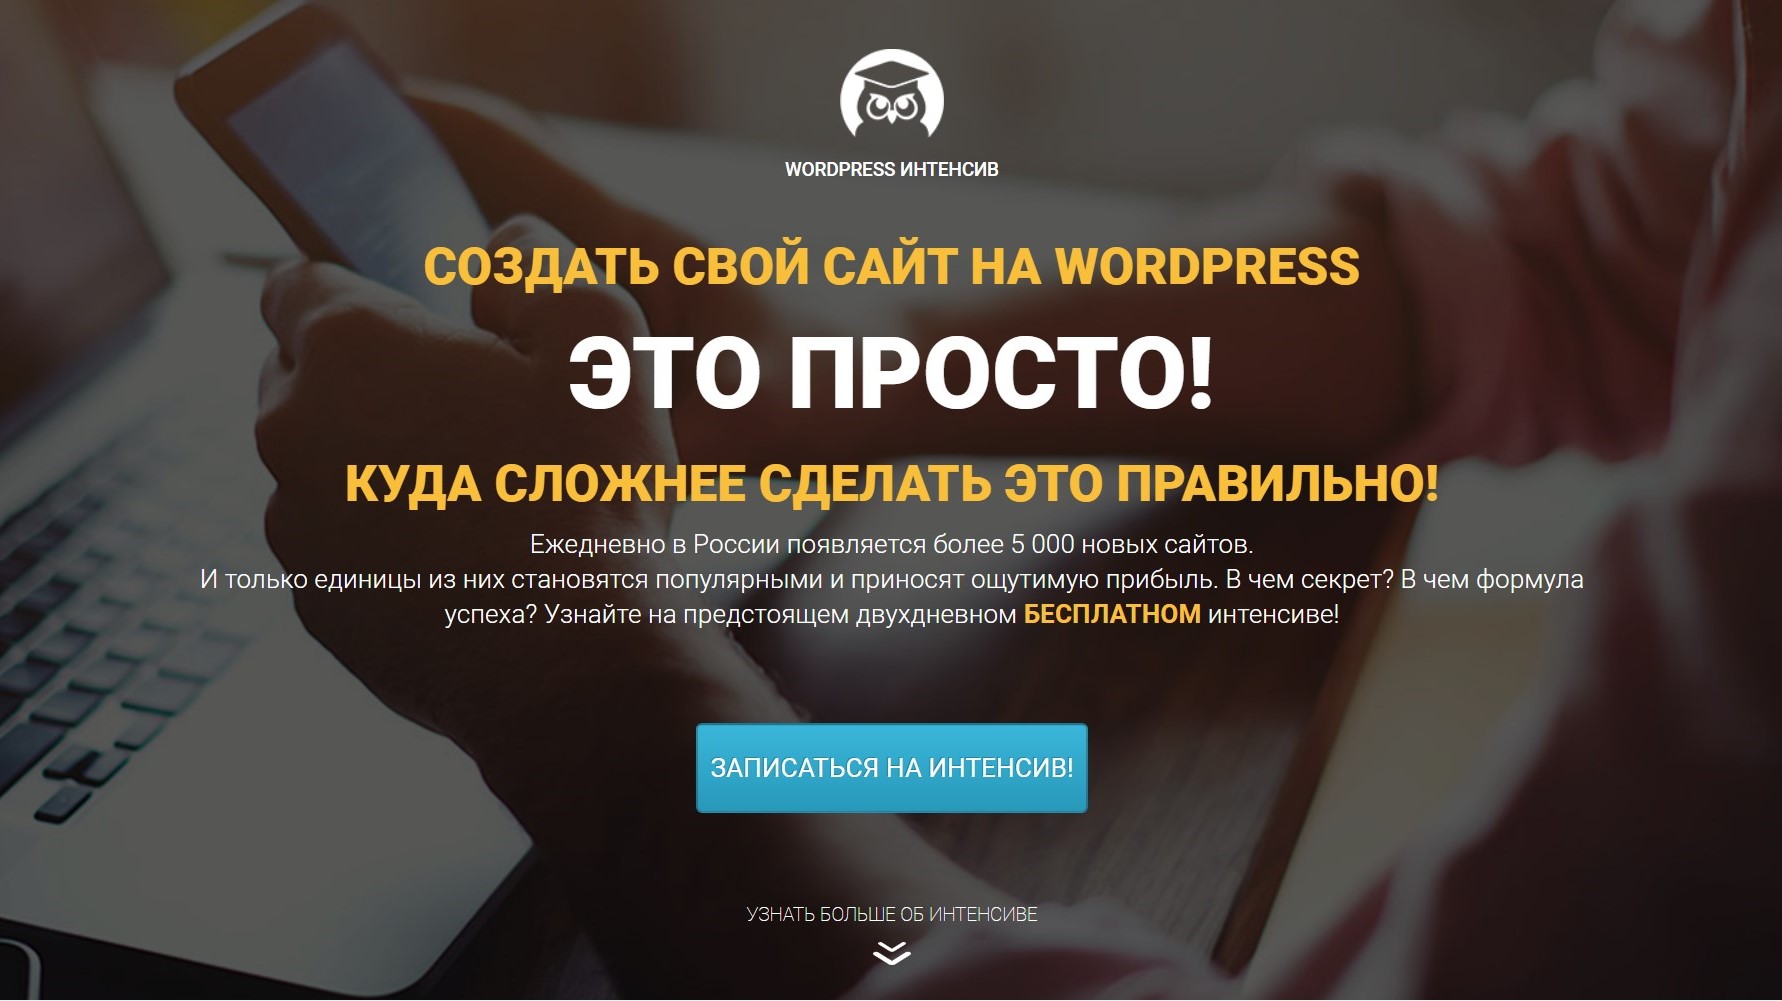 WORDPRESS ИНТЕНСИВ
СОЗДАТЬ СВОЙ САЙТ НА WORDPRESS
ЭТО ПРОСТО!
КУДА СЛОЖНЕЕ СДЕЛАТЬ ЭТО ПРАВИЛЬНО!
Ежедневно в России появляется более 5 000 новых сайтов.
И только единицы из них становятся популярными и приносят ощутимую прибыль. В чем секрет? В чем формула
успеха? Узнайте на предстоящем двухдневном БЕСПЛАТНОМ интенсиве!
ЗАПИСАТЬСЯ НА ИНТЕНСИВ!
УЗНАТЬ БОЛЬШЕ ОБ ИНТЕНСИВЕ